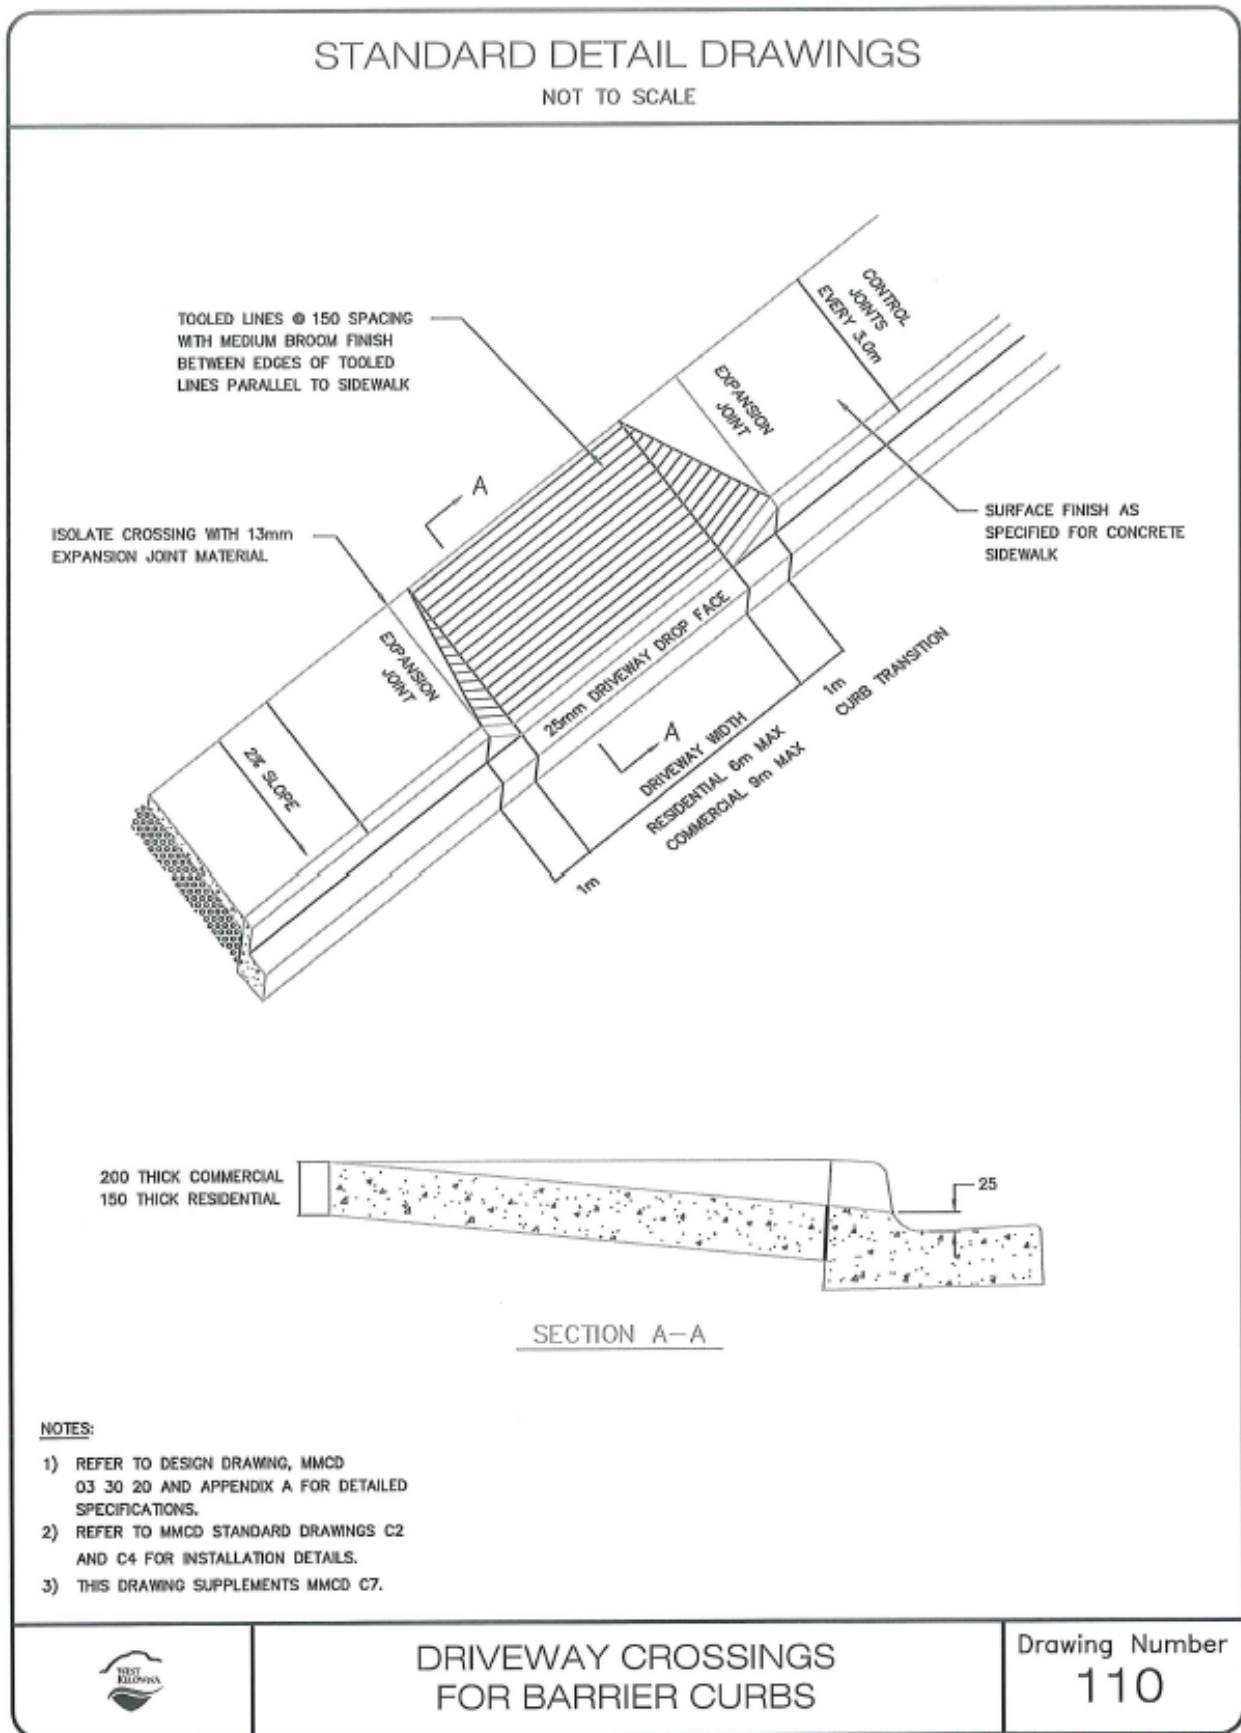 STANDARD DETAIL DRAWINGS
NOT TO SCALE
TOOLED LINES @ 150 SPACING
WITH MEDIUM BROOM FINISH
BETWEEN EDGES OF TOOLED
LINES PARALLEL TO SIDEWALK
CONTROL
JOINTS
EVERY 3.0m
EXPANSION
JOINT
A
ISOLATE CROSSING WITH 13mm
EXPANSION JOINT MATERIAL
SURFACE FINISH AS
SPECIFIED FOR CONCRETE
SIDEWALK
EXPANSION
JOINT
25mm DRIVEWAY DROP FACE
A
2% SLOPE
DRIVEWAY WIDTH
RESIDENTIAL 6m MAX
COMMERCIAL 9m MAX
1m
CURB TRANSITION
1m
200 THICK COMMERCIAL
150 THICK RESIDENTIAL
25
SECTION A-A
NOTES:
1) REFER TO DESIGN DRAWING, MMCD
03 30 20 AND APPENDIX A FOR DETAILED
SPECIFICATIONS.
2) REFER TO MMCD STANDARD DRAWINGS C2
AND C4 FOR INSTALLATION DETAILS.
3) THIS DRAWING SUPPLEMENTS MMCD C7.
WEST
KELOWNA
DRIVEWAY CROSSINGS
FOR BARRIER CURBS
Drawing Number
110